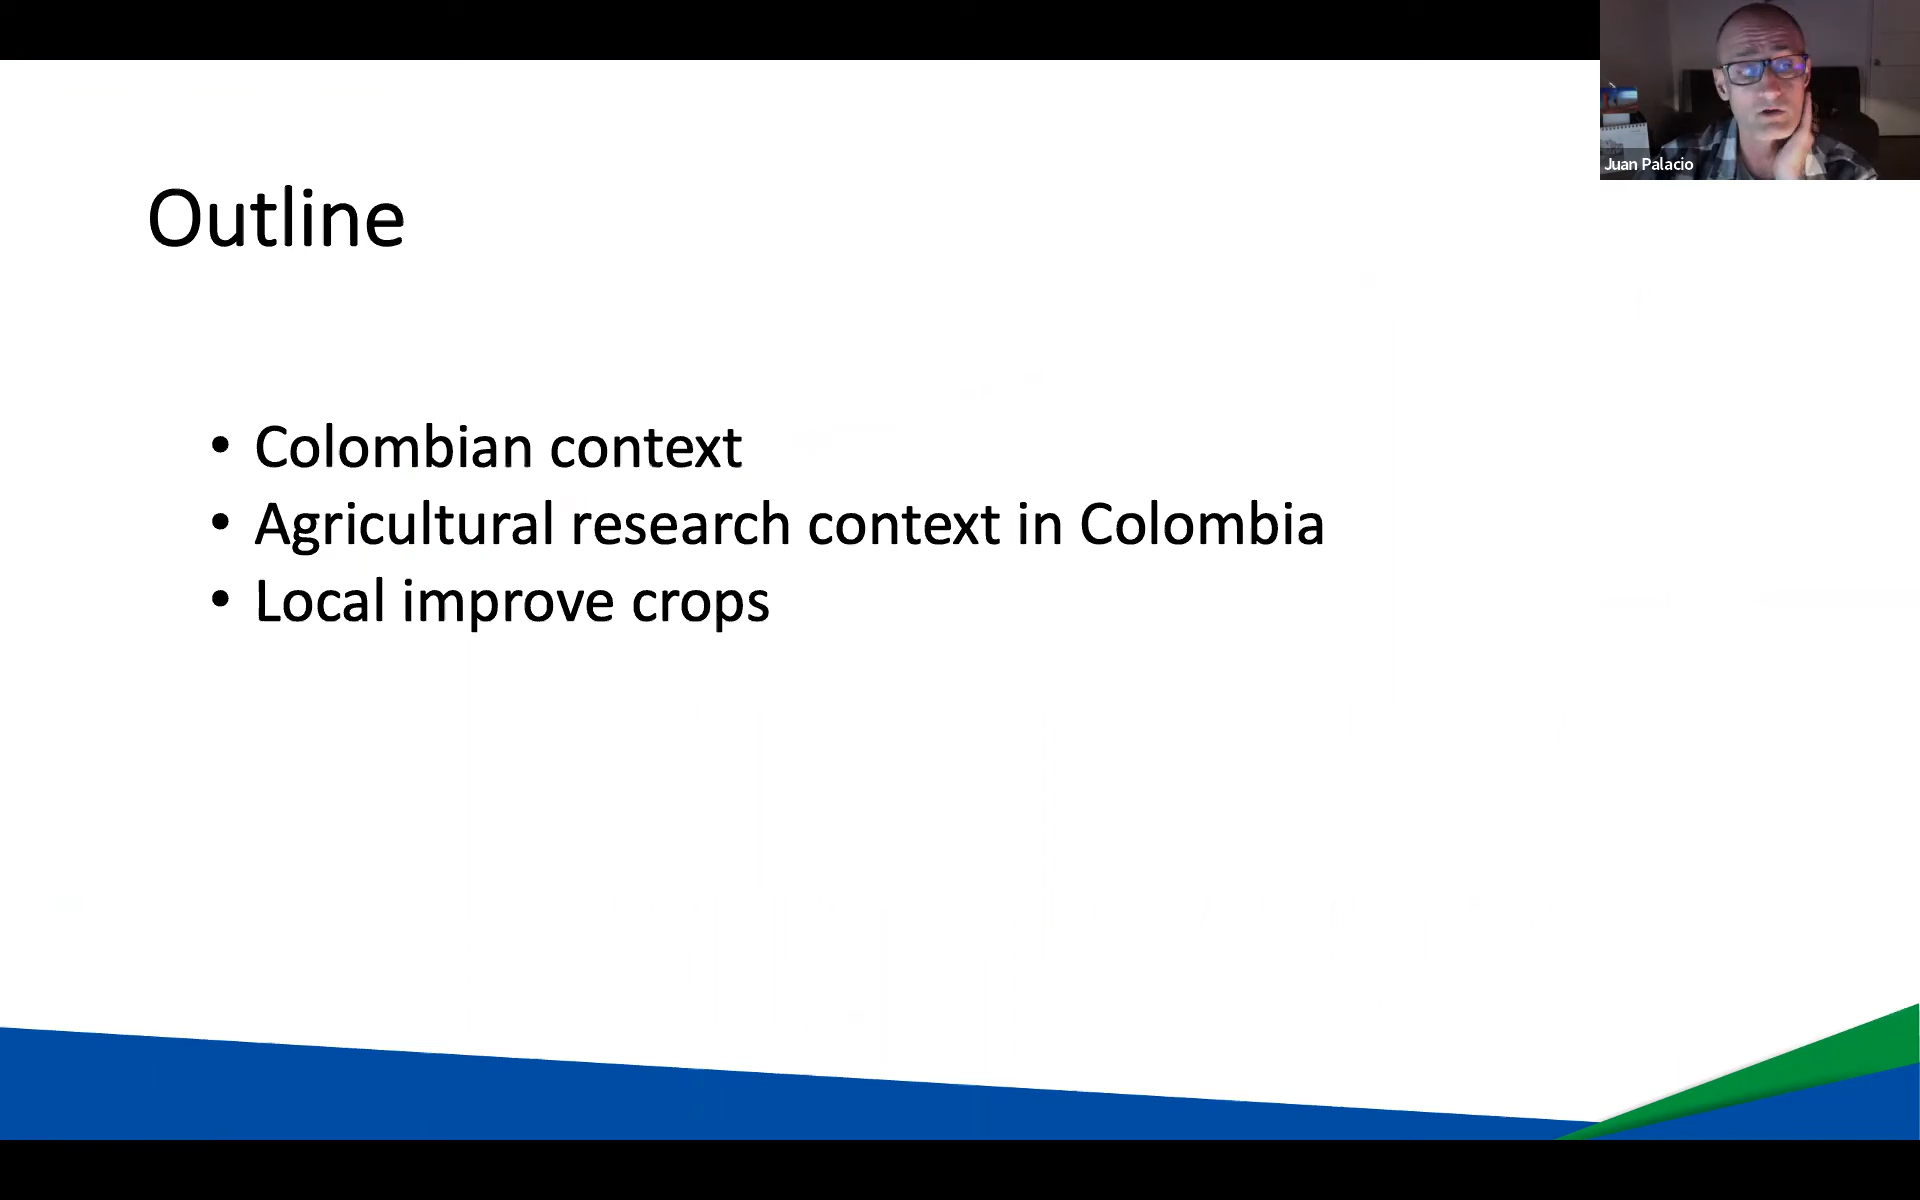 Outline
• Colombian context
• Agricultural research context in Colombia
• Local improve crops
Juan Palacio